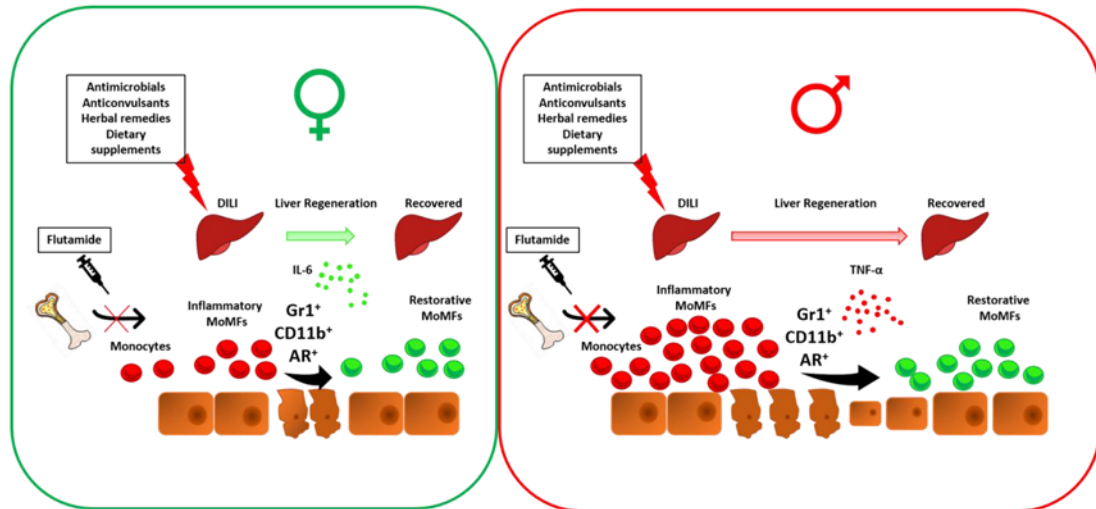 Antimicrobials
Anticonvulsants
Herbal remedies
Dietary
supplements
DILI
Liver Regeneration
Recovered
Flutamide
IL-6
Inflammatory
MoMFs
Gr1⁺
CD11b⁺
AR⁺
Restorative
MoMFs
Monocytes
Antimicrobials
Anticonvulsants
Herbal remedies
Dietary
supplements
DILI
Liver Regeneration
Recovered
Flutamide
TNF-α
Inflammatory
MoMFs
Gr1⁺
CD11b⁺
AR⁺
Restorative
MoMFs
Monocytes